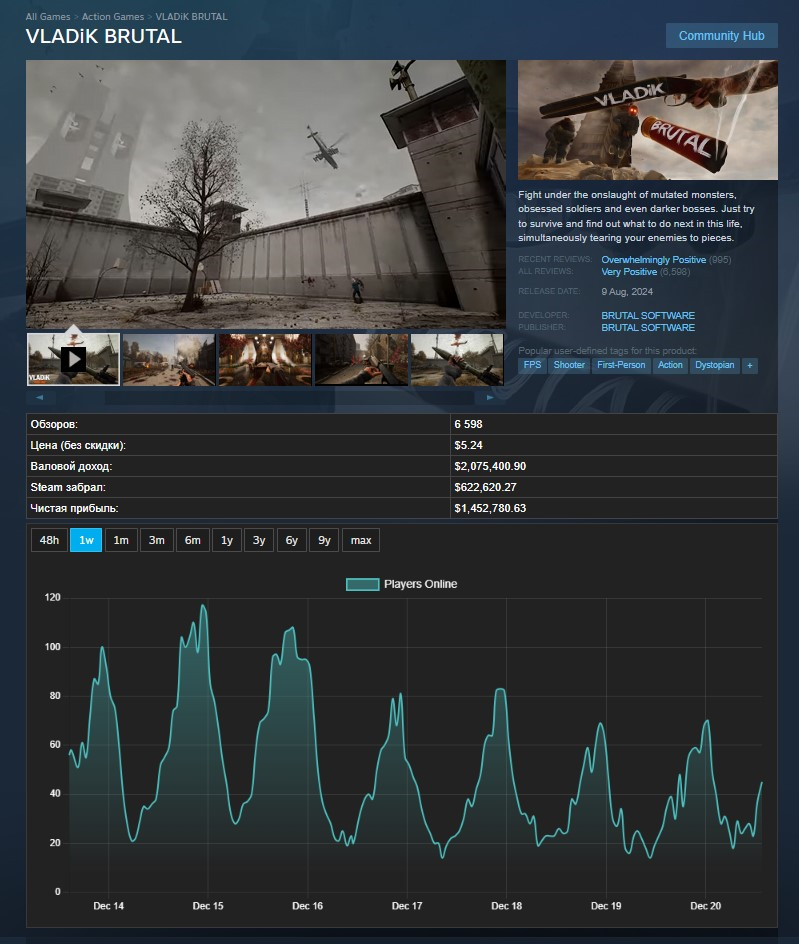 All Games > Action Games > VLADiK BRUTAL
VLADiK BRUTAL
Community Hub
VLADiK
BRUTAL
Fight under the onslaught of mutated monsters,
obsessed soldiers and even darker bosses. Just try
to survive and find out what to do next in this life,
simultaneously tearing your enemies to pieces.
RECENT REVIEWS: Overwhelmingly Positive (995)
ALL REVIEWS: Very Positive (6,598)
RELEASE DATE: 9 Aug, 2024
DEVELOPER: BRUTAL SOFTWARE
PUBLISHER: BRUTAL SOFTWARE
Popular user-defined tags for this product:
FPS Shooter First-Person Action Dystopian +
VLADiK
Обзоров: 6 598
Цена (без скидки): $5.24
Валовой доход: $2,075,400.90
Steam забрал: $622,620.27
Чистая прибыль: $1,452,780.63
48h 1w 1m 3m 6m 1y 3y 6y 9y max
Players Online
120
100
80
60
40
20
0
Dec 14 Dec 15 Dec 16 Dec 17 Dec 18 Dec 19 Dec 20